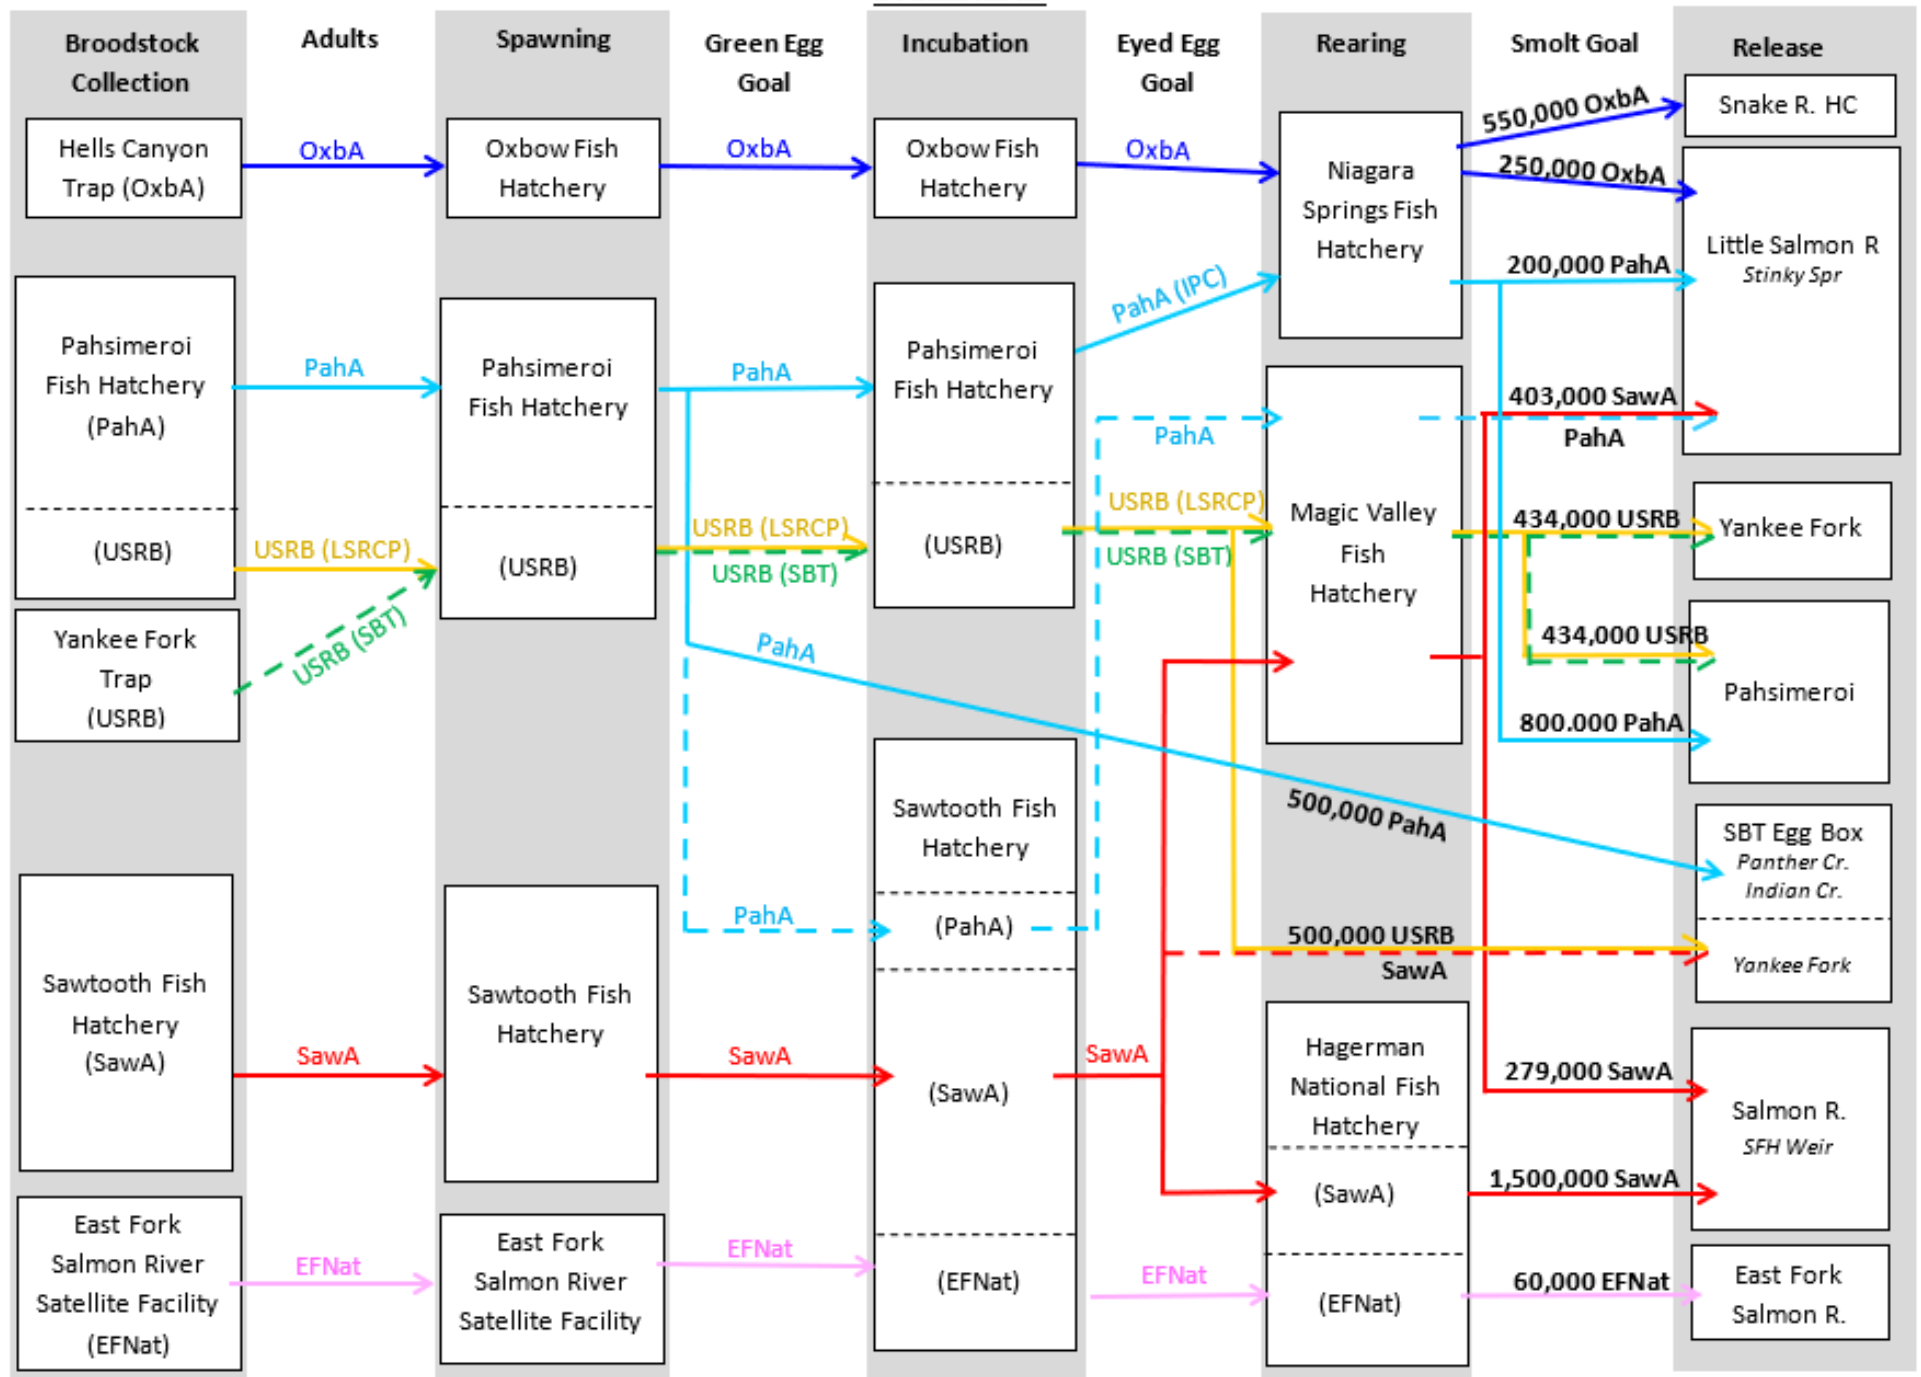 Broodstock
Collection
Adults
Spawning
Green Egg
Goal
Incubation
Eyed Egg
Goal
Rearing
Smolt Goal
Release
Hells Canyon
Trap (OxbA)
OxbA
Oxbow Fish
Hatchery
OxbA
Oxbow Fish
Hatchery
OxbA
Niagara
Springs Fish
Hatchery
550,000 OxbA
Snake R. HC
250,000 OxbA
Little Salmon R
Stinky Spr
200,000 PahA
Pahsimeroi
Fish Hatchery
(PahA)
PahA
Pahsimeroi
Fish Hatchery
PahA
Pahsimeroi
Fish Hatchery
PahA (IPC)
PahA
403,000 SawA
PahA
(USRB)
USRB (LSRCP)
(USRB)
USRB (LSRCP)
USRB (SBT)
(USRB)
USRB (LSRCP)
USRB (SBT)
Magic Valley
Fish
Hatchery
434,000 USRB
Yankee Fork
Yankee Fork
Trap
(USRB)
USRB (SBT)
PahA
434,000 USRB
Pahsimeroi
800.000 PahA
500,000 PahA
SBT Egg Box
Panther Cr.
Indian Cr.
Yankee Fork
Sawtooth Fish
Hatchery
PahA
(PahA)
500,000 USRB
SawA
Sawtooth Fish
Hatchery
(SawA)
SawA
Sawtooth Fish
Hatchery
SawA
(SawA)
SawA
Hagerman
National Fish
Hatchery
(SawA)
279,000 SawA
1,500,000 SawA
Salmon R.
SFH Weir
East Fork
Salmon River
Satellite Facility
(EFNat)
EFNat
East Fork
Salmon River
Satellite Facility
EFNat
(EFNat)
EFNat
(EFNat)
60,000 EFNat
East Fork
Salmon R.